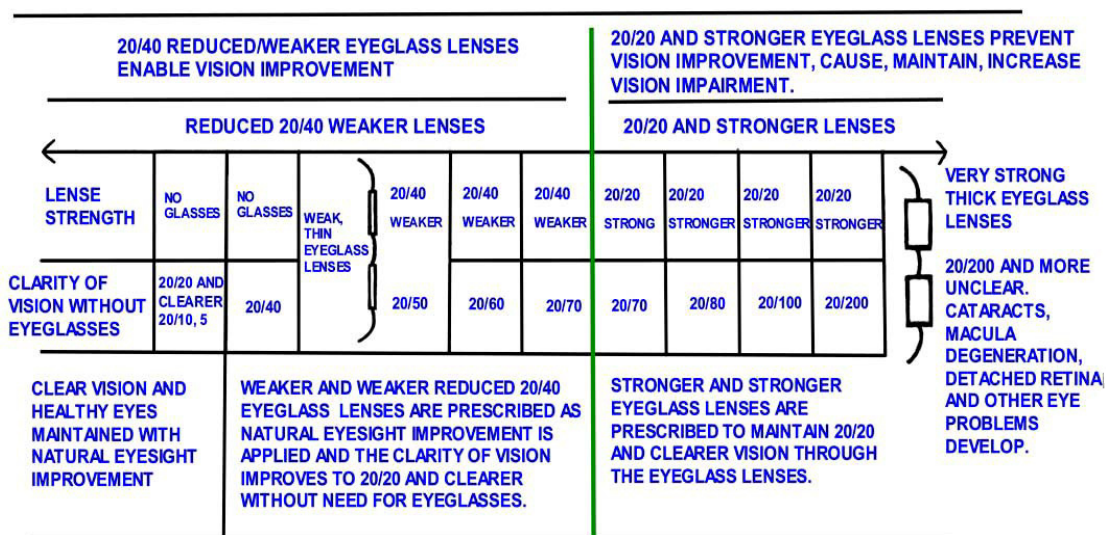 20/40 REDUCED/WEAKER EYEGLASS LENSES
ENABLE VISION IMPROVEMENT
20/20 AND STRONGER EYEGLASS LENSES PREVENT
VISION IMPROVEMENT, CAUSE, MAINTAIN, INCREASE
VISION IMPAIRMENT.
REDUCED 20/40 WEAKER LENSES
20/20 AND STRONGER LENSES
LENSE
STRENGTH
NO
GLASSES
NO
GLASSES
WEAK,
THIN
EYEGLASS
LENSES
20/40
WEAKER
20/40
WEAKER
20/40
WEAKER
20/20
STRONG
20/20
STRONGER
20/20
STRONGER
20/20
STRONGER
VERY STRONG
THICK EYEGLASS
LENSES
CLARITY OF
VISION WITHOUT
EYEGLASSES
20/20 AND
CLEARER
20/10, 5
20/40
20/50
20/60
20/70
20/70
20/80
20/100
20/200
20/200 AND MORE
UNCLEAR.
CATARACTS,
MACULA
DEGENERATION,
DETACHED RETINA,
AND OTHER EYE
PROBLEMS
DEVELOP.
CLEAR VISION AND
HEALTHY EYES
MAINTAINED WITH
NATURAL EYESIGHT
IMPROVEMENT
WEAKER AND WEAKER REDUCED 20/40
EYEGLASS LENSES ARE PRESCRIBED AS
NATURAL EYESIGHT IMPROVEMENT IS
APPLIED AND THE CLARITY OF VISION
IMPROVES TO 20/20 AND CLEARER
WITHOUT NEED FOR EYEGLASSES.
STRONGER AND STRONGER
EYEGLASS LENSES ARE
PRESCRIBED TO MAINTAIN 20/20
AND CLEARER VISION THROUGH
THE EYEGLASS LENSES.